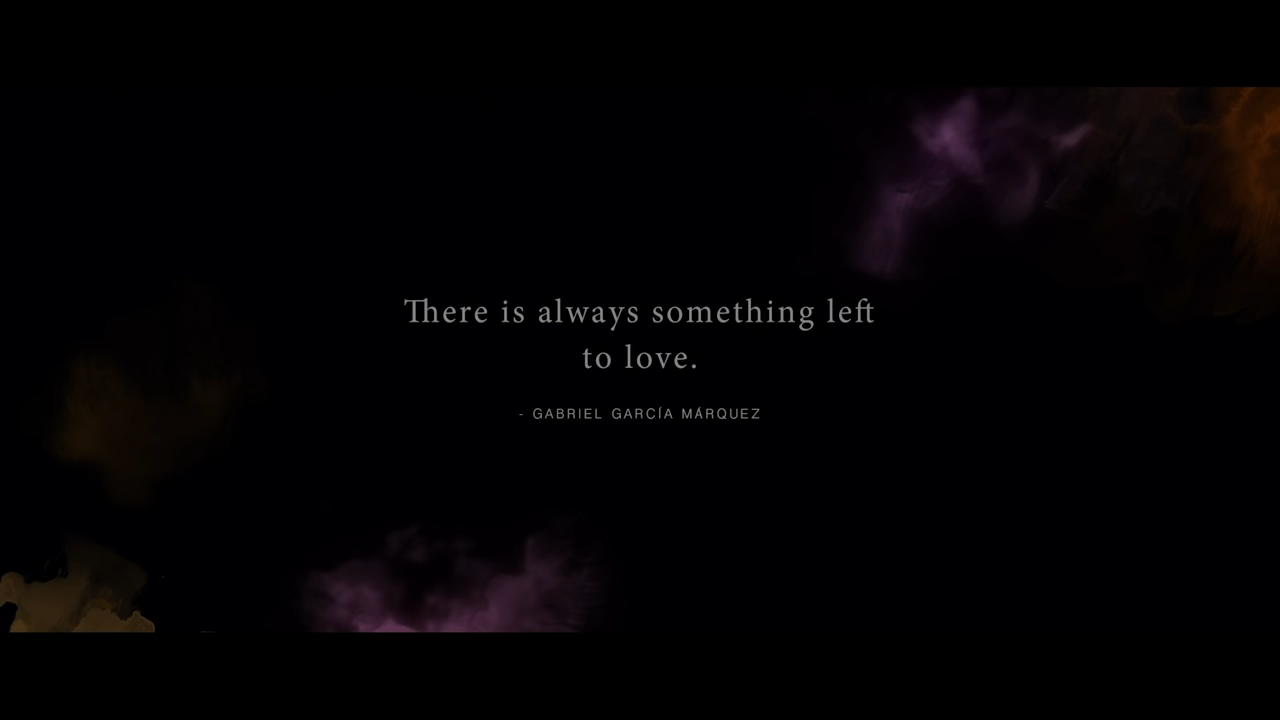 There is always something left
to love.
- GABRIEL GARCÍA MÁRQUEZ